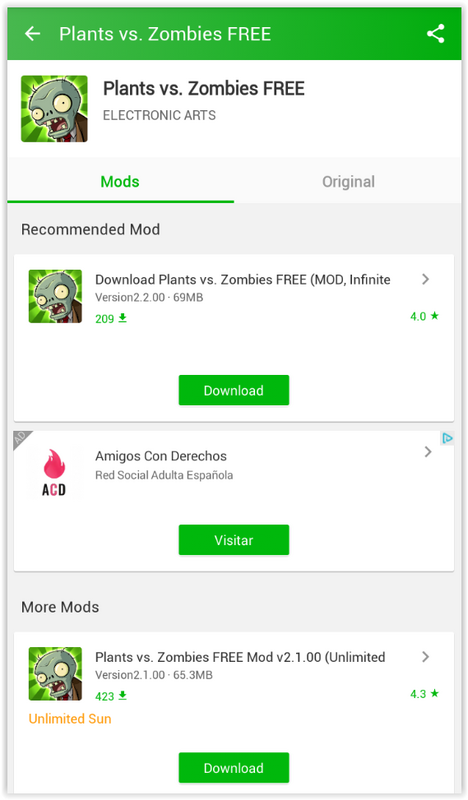 Plants vs. Zombies FREE
Plants vs. Zombies FREE
ELECTRONIC ARTS
Mods
Original
Recommended Mod
Download Plants vs. Zombies FREE (MOD, Infinite
Version2.2.00 · 69MB
209
4.0 ★
Download
AD
Amigos Con Derechos
Red Social Adulta Española
ACD
Visitar
More Mods
Plants vs. Zombies FREE Mod v2.1.00 (Unlimited
Version2.1.00 · 65.3MB
423
4.3 ★
Unlimited Sun
Download